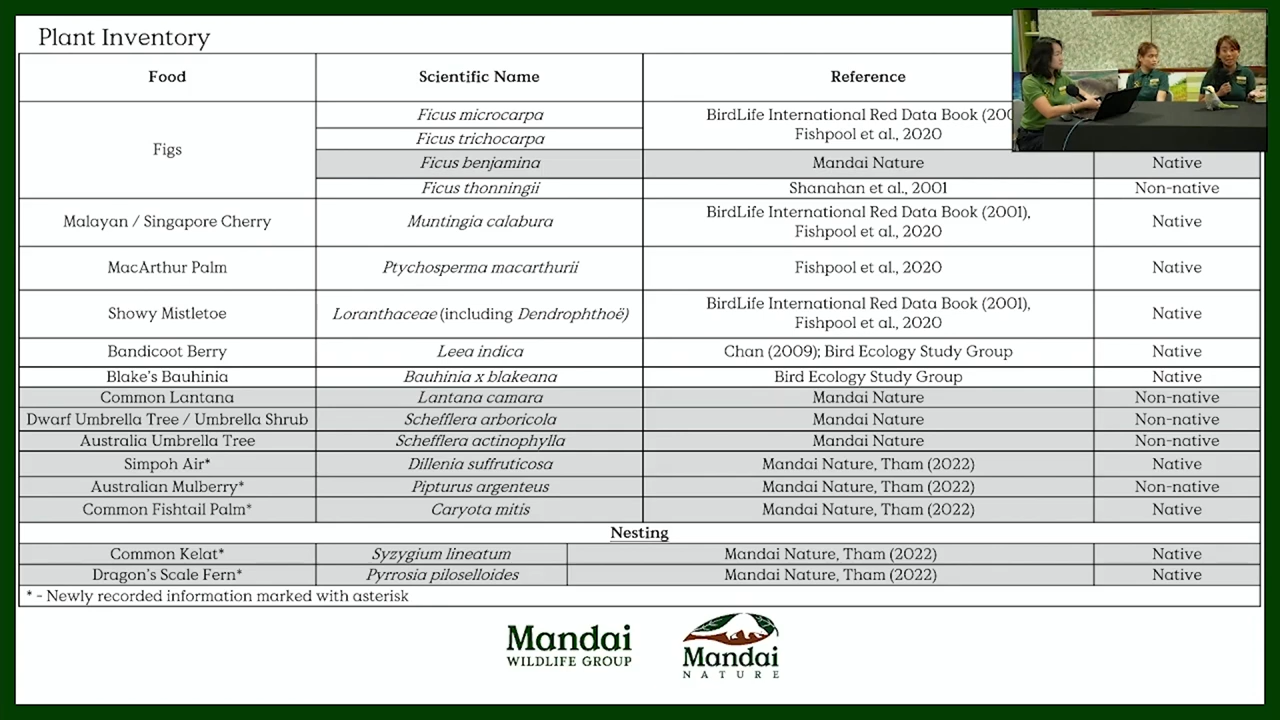 Plant Inventory
Food Scientific Name Reference
Figs
Ficus microcarpa
BirdLife International Red Data Book
Fishpool et al., 2020
Ficus trichocarpa
Ficus benjamina Mandai Nature Native
Ficus thonningii Shanahan et al., 2001 Non-native
Malayan / Singapore Cherry Muntingia calabura BirdLife International Red Data Book (2001),
Fishpool et al., 2020 Native
MacArthur Palm Ptychosperma macarthurii Fishpool et al., 2020 Native
Showy Mistletoe Loranthaceae (including Dendrophthoë) BirdLife International Red Data Book (2001),
Fishpool et al., 2020 Native
Bandicoot Berry Leea indica Chan (2009); Bird Ecology Study Group Native
Blake's Bauhinia Bauhinia x blakeana Bird Ecology Study Group Native
Common Lantana Lantana camara Mandai Nature Non-native
Dwarf Umbrella Tree / Umbrella Shrub Schefflera arboricola Mandai Nature Non-native
Australia Umbrella Tree Schefflera actinophylla Mandai Nature Non-native
Simpoh Air* Dillenia suffruticosa Mandai Nature, Tham (2022) Native
Australian Mulberry* Pipturus argenteus Mandai Nature, Tham (2022) Non-native
Common Fishtail Palm* Caryota mitis Mandai Nature, Tham (2022) Native
Nesting
Common Kelat* Syzygium lineatum Mandai Nature, Tham (2022) Native
Dragon's Scale Fern* Pyrrosia piloselloides Mandai Nature, Tham (2022) Native
* - Newly recorded information marked with asterisk
Mandai
WILDLIFE GROUP
Mandai
NATURE